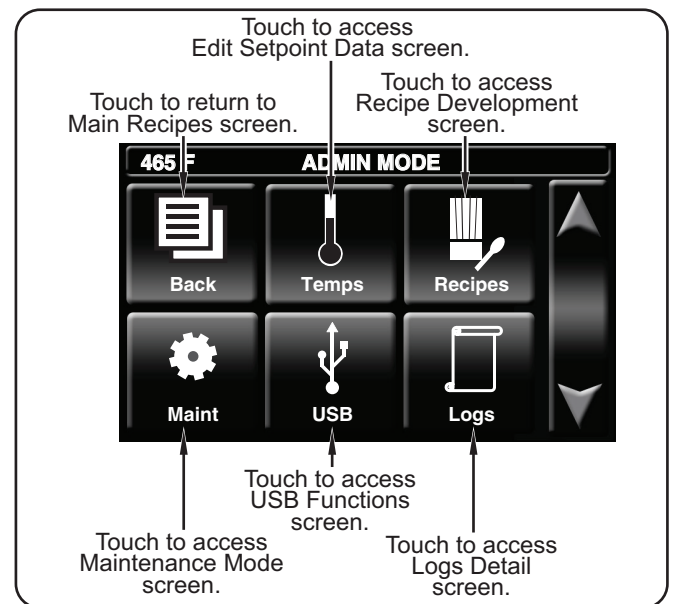 Touch to access
Edit Setpoint Data screen.
Touch to access
Recipe Development
screen.
Touch to return to
Main Recipes screen.
465 F ADMIN MODE
Back Temps Recipes
Maint USB Logs
Touch to access
USB Functions
screen.
Touch to access
Maintenance Mode
screen.
Touch to access
Logs Detail
screen.